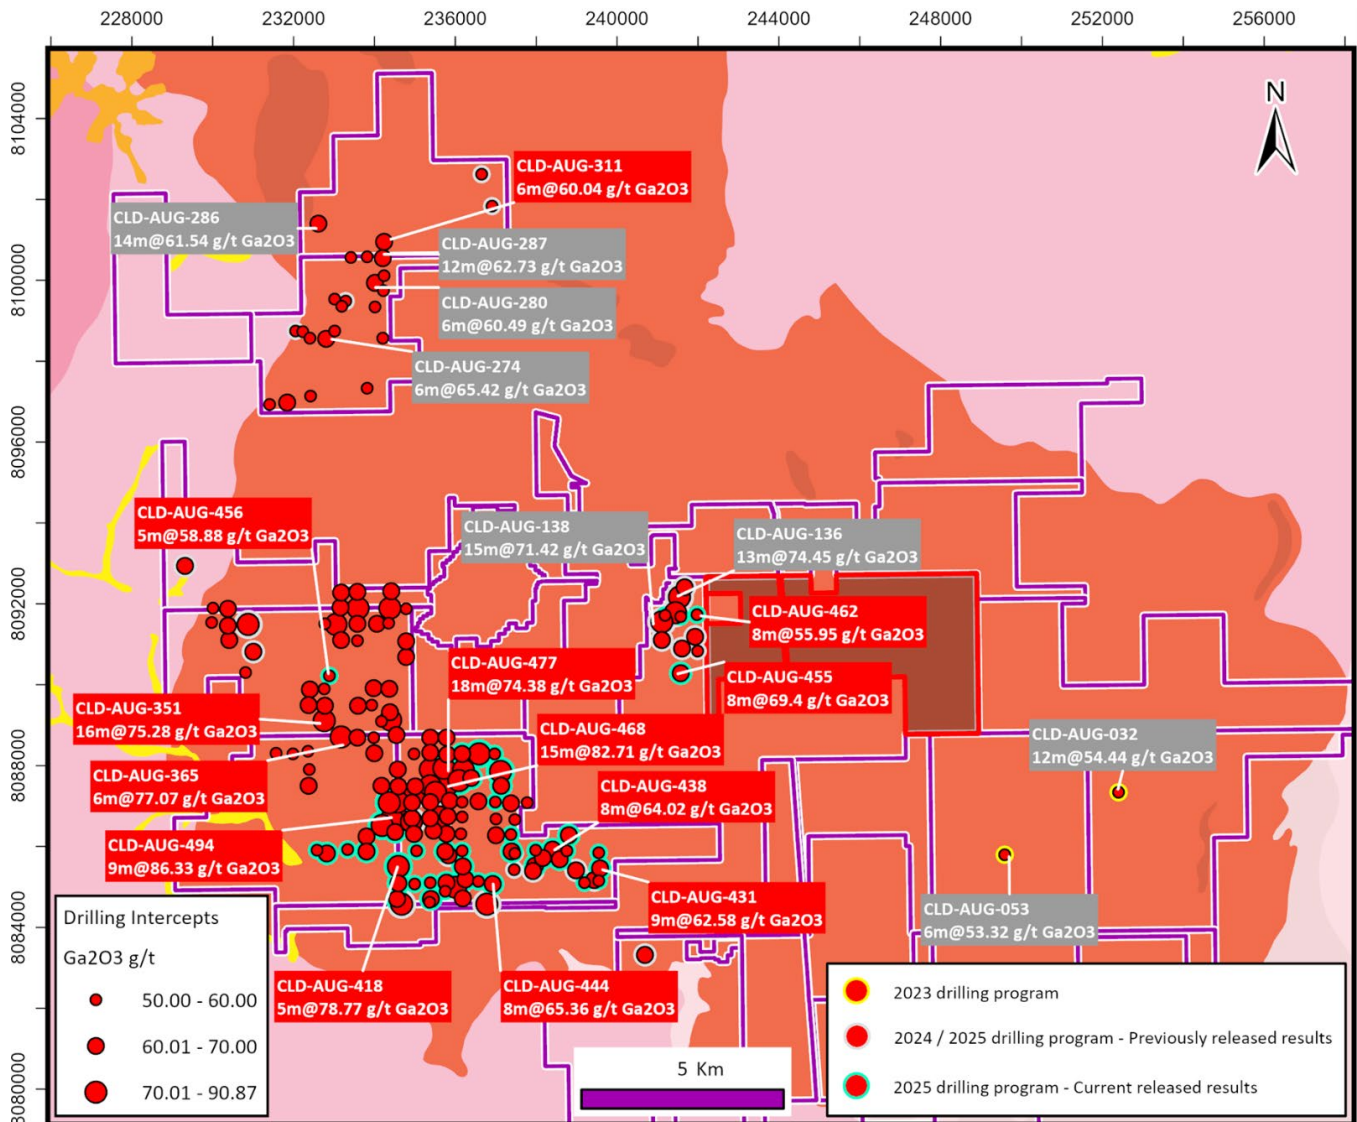 228000
232000
236000
240000
244000
248000
252000
256000
8104000
8100000
8096000
8092000
8088000
8084000
8080000
N
CLD-AUG-311
6m@60.04 g/t Ga2O3
CLD-AUG-286
14m@61.54 g/t Ga2O3
CLD-AUG-287
12m@62.73 g/t Ga2O3
CLD-AUG-280
6m@60.49 g/t Ga2O3
CLD-AUG-274
6m@65.42 g/t Ga2O3
CLD-AUG-456
5m@58.88 g/t Ga2O3
CLD-AUG-138
15m@71.42 g/t Ga2O3
CLD-AUG-136
13m@74.45 g/t Ga2O3
CLD-AUG-462
8m@55.95 g/t Ga2O3
CLD-AUG-477
18m@74.38 g/t Ga2O3
CLD-AUG-455
8m@69.4 g/t Ga2O3
CLD-AUG-351
16m@75.28 g/t Ga2O3
CLD-AUG-468
15m@82.71 g/t Ga2O3
CLD-AUG-032
12m@54.44 g/t Ga2O3
CLD-AUG-365
6m@77.07 g/t Ga2O3
CLD-AUG-438
8m@64.02 g/t Ga2O3
CLD-AUG-494
9m@86.33 g/t Ga2O3
CLD-AUG-431
9m@62.58 g/t Ga2O3
CLD-AUG-053
6m@53.32 g/t Ga2O3
CLD-AUG-418
5m@78.77 g/t Ga2O3
CLD-AUG-444
8m@65.36 g/t Ga2O3
Drilling Intercepts
Ga2O3 g/t
50.00 - 60.00
60.01 - 70.00
70.01 - 90.87
5 Km
2023 drilling program
2024 / 2025 drilling program - Previously released results
2025 drilling program - Current released results